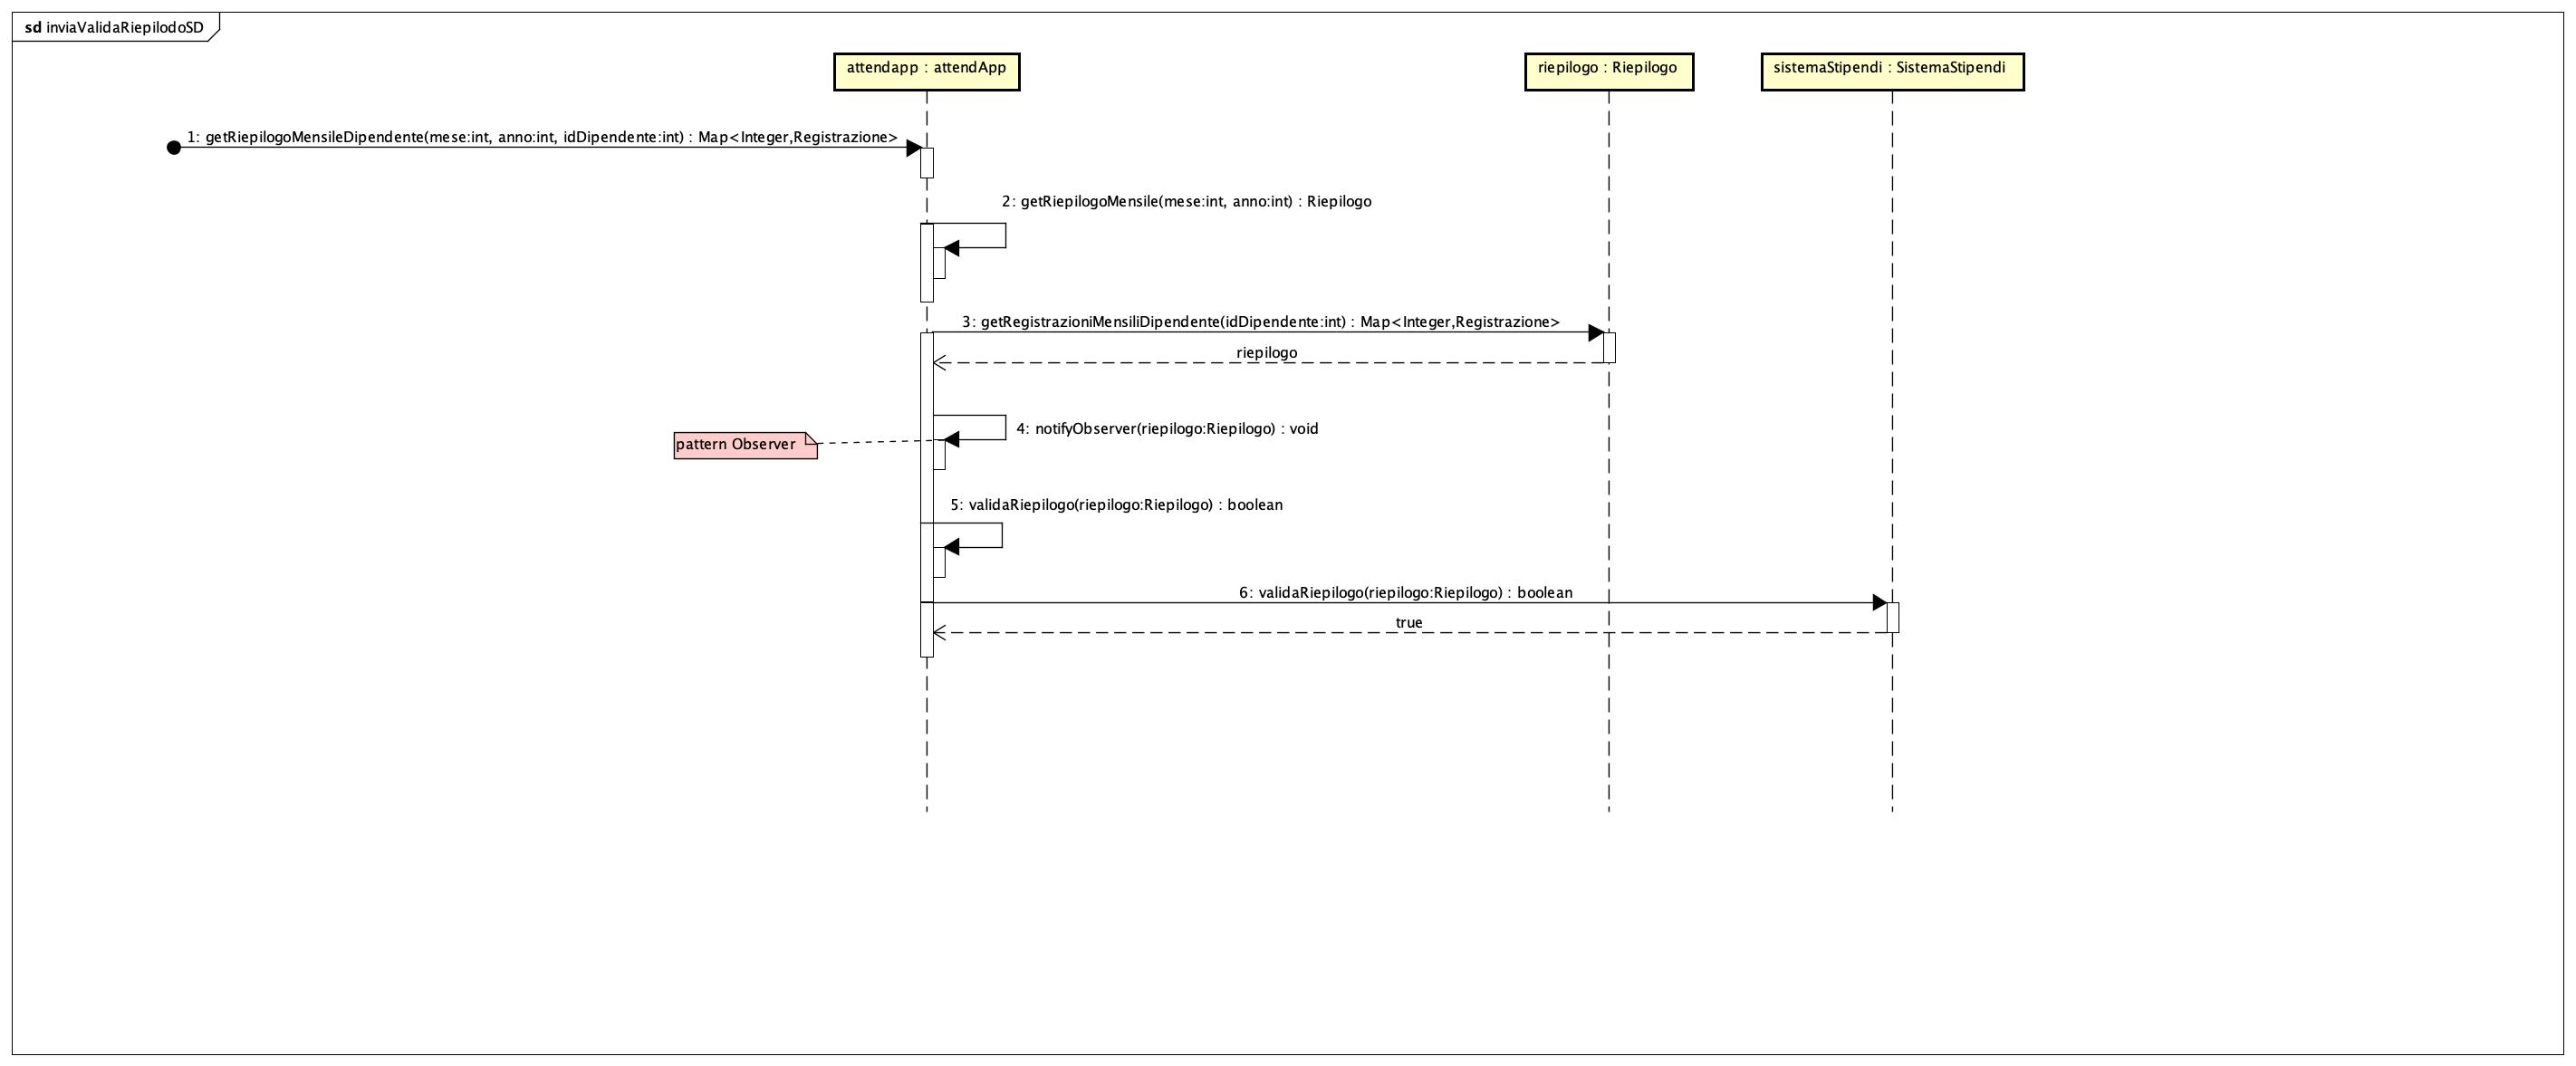 sd inviaValidaRiepilodoSD
attendapp : attendApp
riepilogo : Riepilogo
sistemaStipendi : SistemaStipendi
1: getRiepilogoMensileDipendente(mese:int, anno:int, idDipendente:int) : Map<Integer,Registrazione>
2: getRiepilogoMensile(mese:int, anno:int) : Riepilogo
3: getRegistrazioniMensiliDipendente(idDipendente:int) : Map<Integer,Registrazione>
riepilogo
4: notifyObserver(riepilogo:Riepilogo) : void
pattern Observer
5: validaRiepilogo(riepilogo:Riepilogo) : boolean
6: validaRiepilogo(riepilogo:Riepilogo) : boolean
true